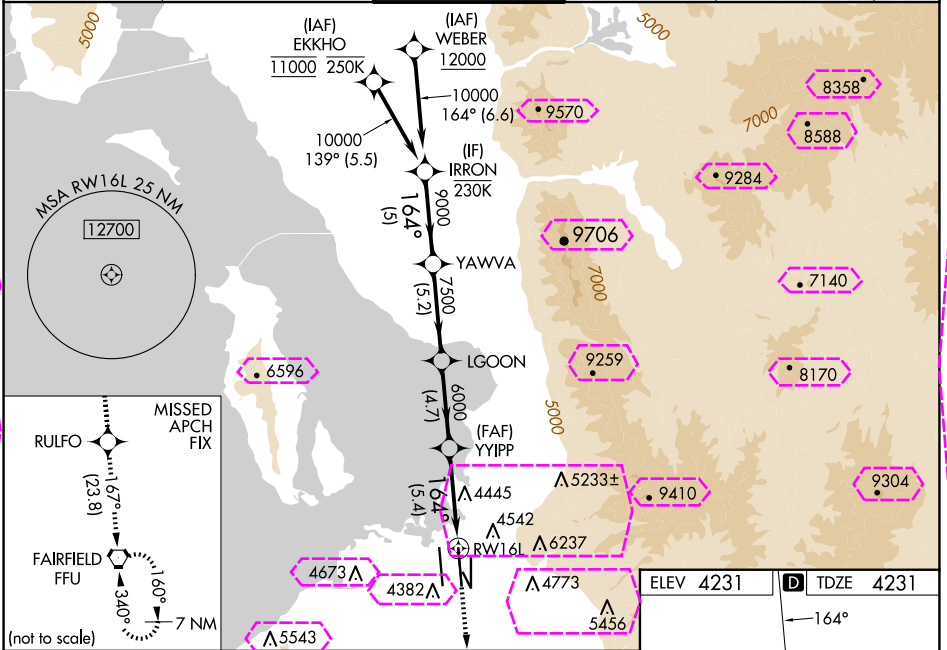 5000
(IAF)
EKKHO
11000 250K
(IAF)
WEBER
12000
5000
10000
164° (6.6)
10000
139° (5.5)
9570
8358
7000
8588
(IF)
IRRON
230K
9284
MSA RW16L 25 NM
12700
9000
164°
(5)
9706
YAWVA
7000
7140
7500
(5.2)
LGOON
9259
8170
6596
5000
6000
(4.7)
(FAF)
YYIPP
MISSED
APCH
FIX
RULFO
167°
(23.8)
FAIRFIELD
FFU
160°
340°
7 NM
(not to scale)
164°
(5.4)
4445
5233±
9410
9304
4542
6237
RW16L
4673
4382
4773
5456
5543
ELEV 4231
D TDZE 4231
164°